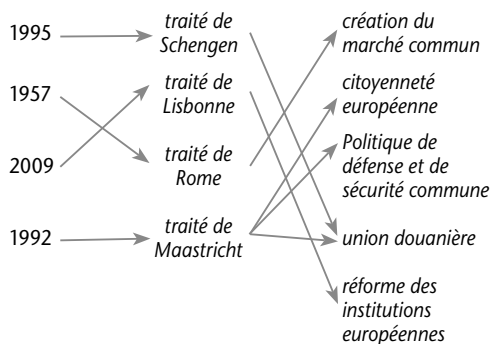 1995
1957
2009
1992
traité de
Schengen
traité de
Lisbonne
traité de
Rome
traité de
Maastricht
création du
marché commun
citoyenneté
européenne
Politique de
défense et de
sécurité commune
union douanière
réforme des
institutions
européennes